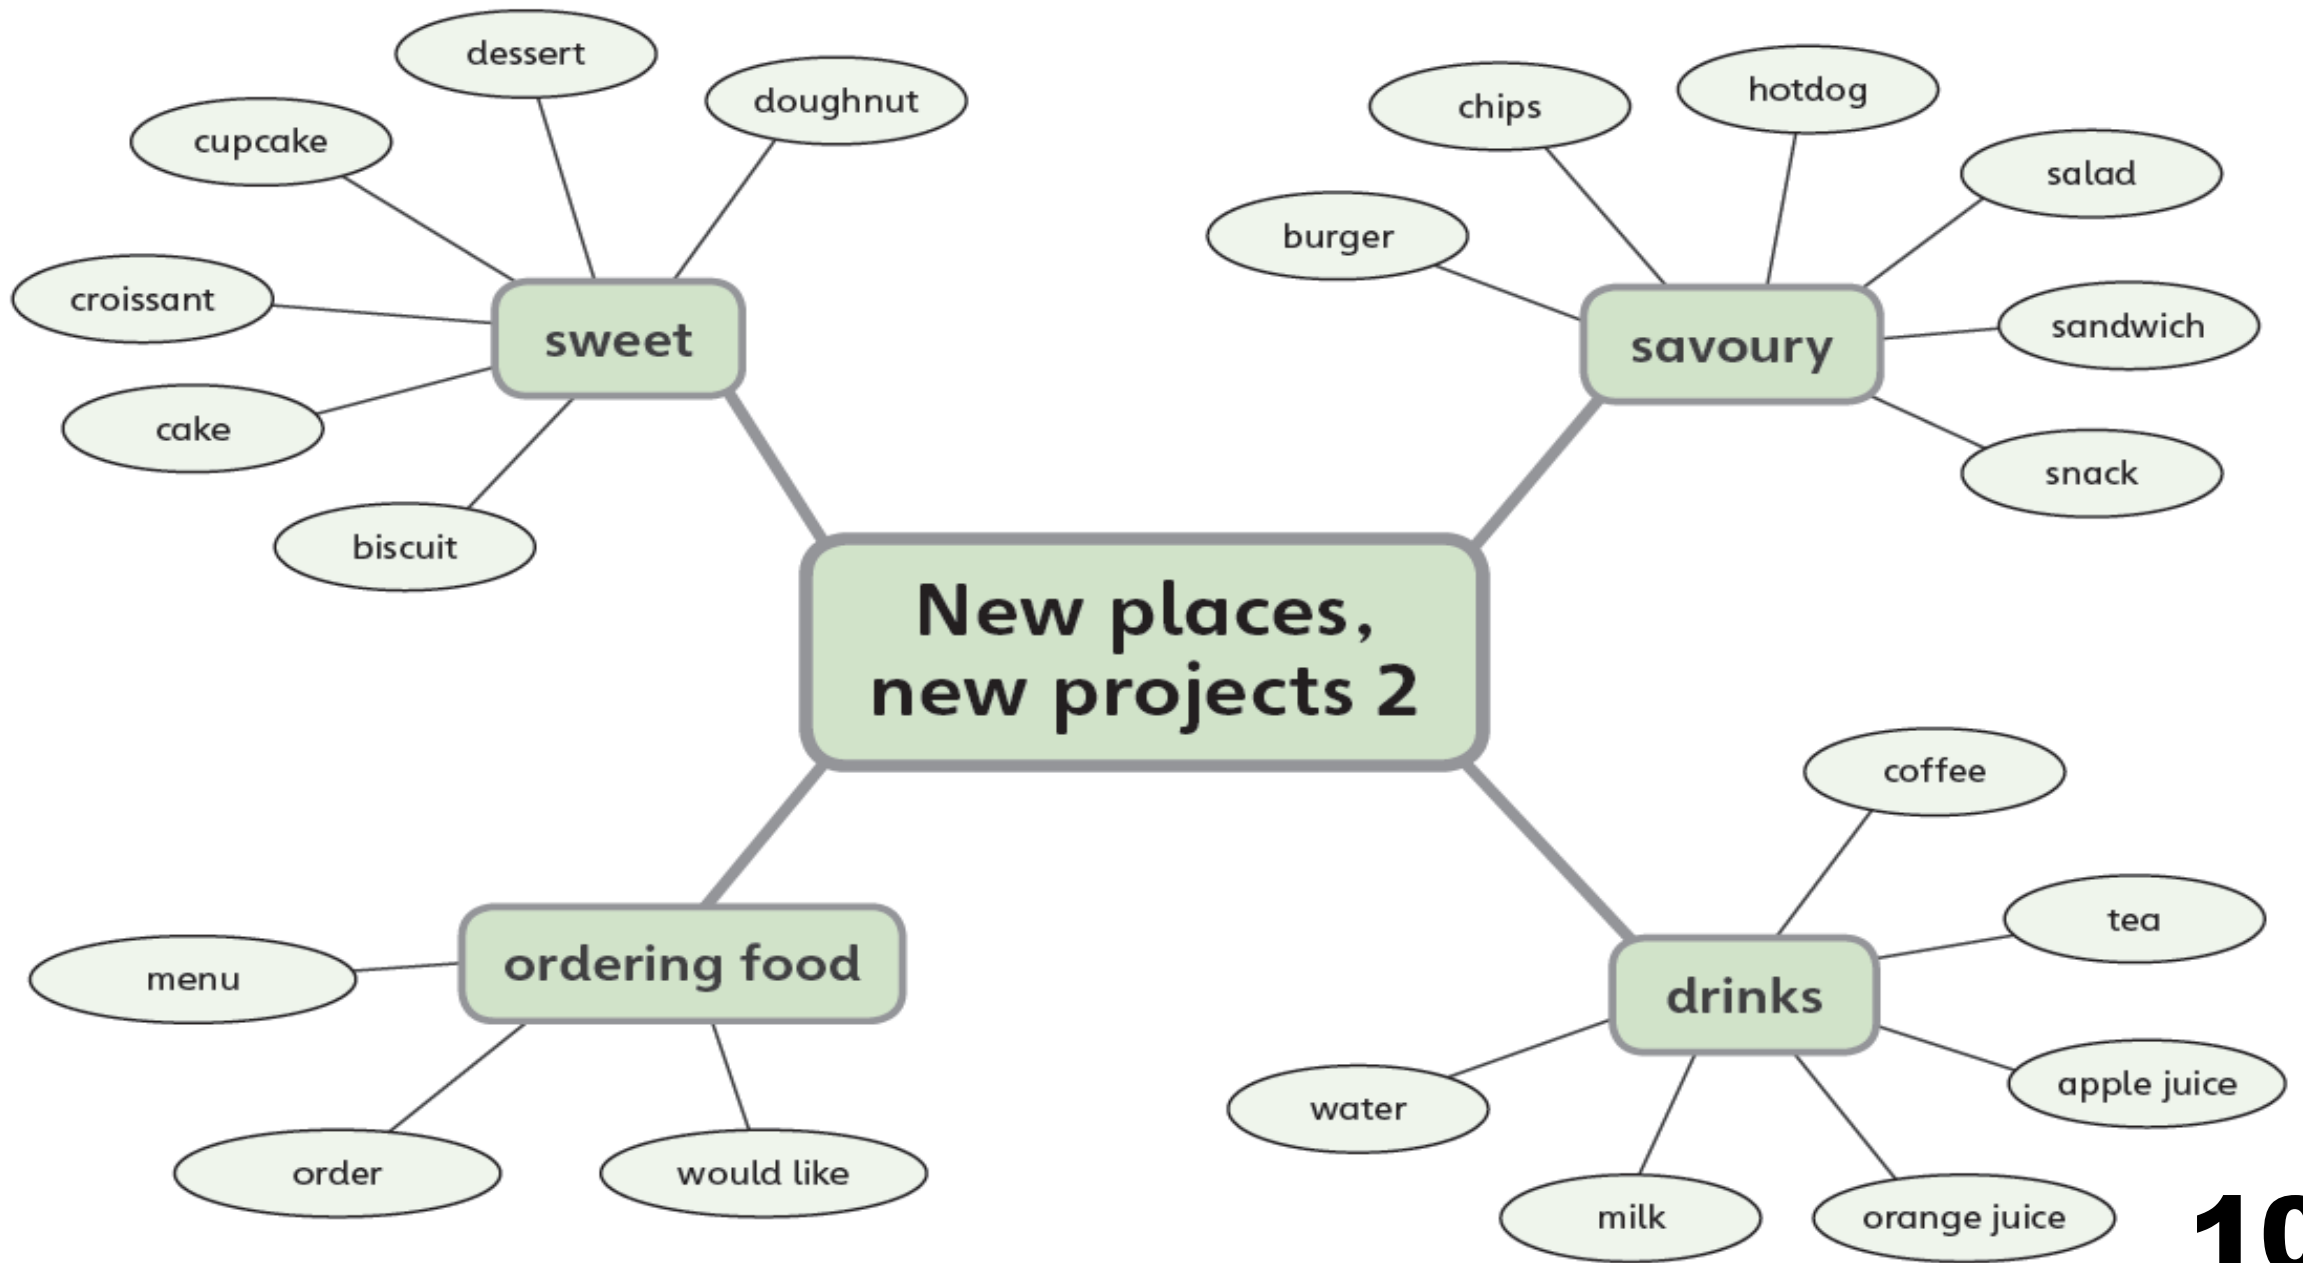 dessert
doughnut
cupcake
croissant
sweet
cake
biscuit
chips
hotdog
salad
burger
savoury
sandwich
snack
New places,
new projects 2
ordering food
menu
order
would like
coffee
tea
drinks
apple juice
water
milk
orange juice
10